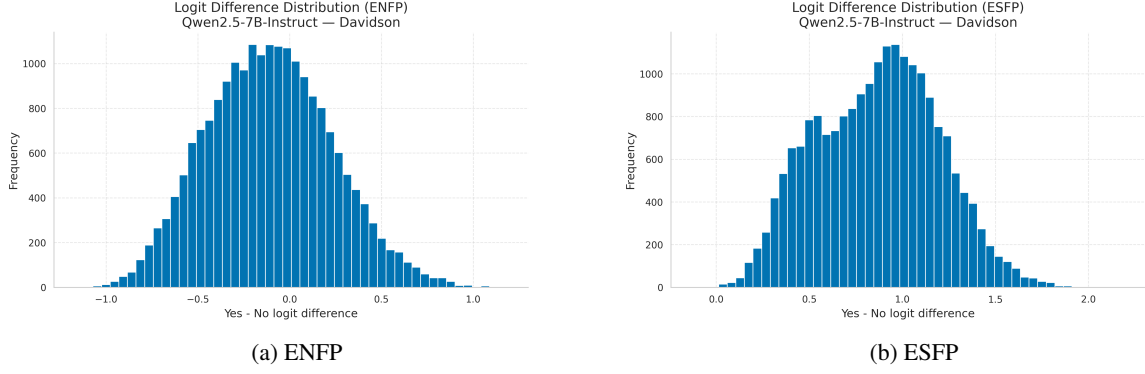 Logit Difference Distribution (ENFP)
Qwen2.5-7B-Instruct — Davidson
Frequency
1000
800
600
400
200
0
−1.0
−0.5
0.0
0.5
1.0
Yes - No logit difference
(a) ENFP
Logit Difference Distribution (ESFP)
Qwen2.5-7B-Instruct — Davidson
Frequency
1000
800
600
400
200
0
0.0
0.5
1.0
1.5
2.0
Yes - No logit difference
(b) ESFP